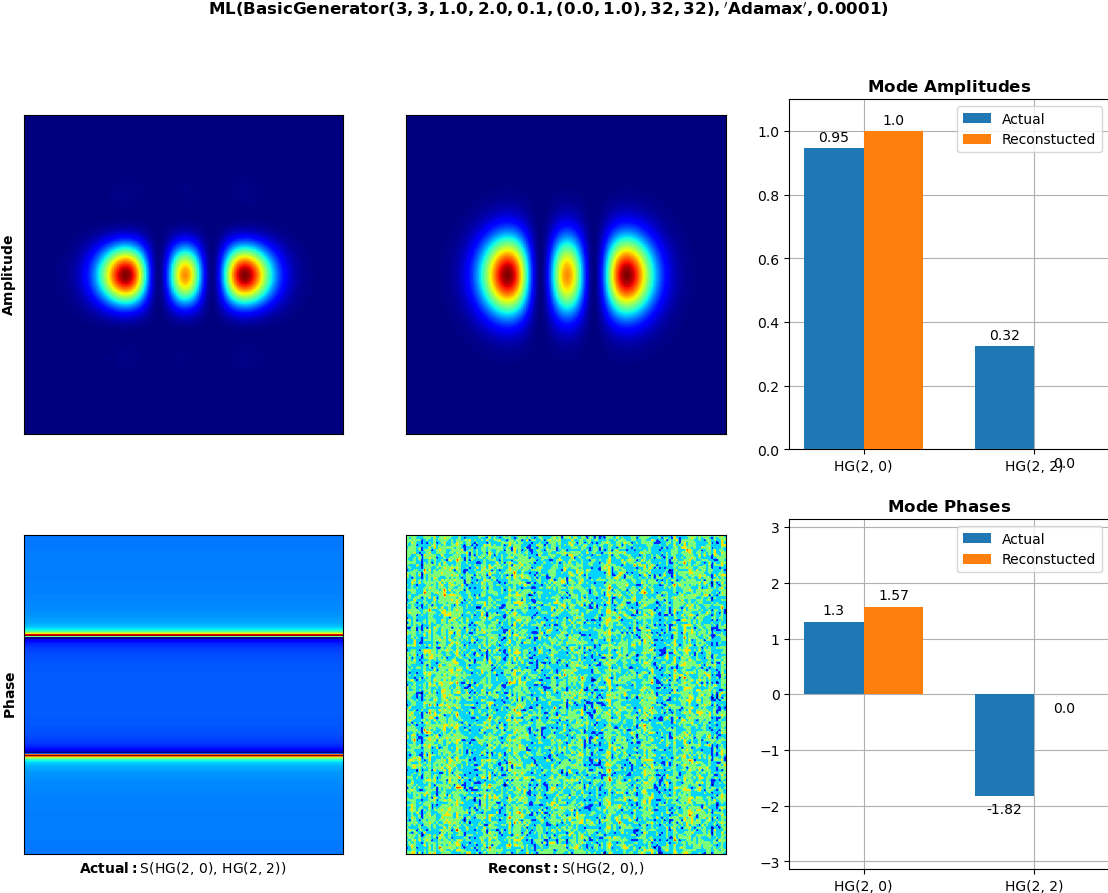 ML(BasicGenerator(3, 3, 1.0, 2.0, 0.1, (0.0, 1.0), 32, 32), 'Adamax', 0.0001)
Amplitude
Mode Amplitudes
Actual
Reconstucted
0.95
1.0
0.32
0.0
1.0
0.8
0.6
0.4
0.2
0.0
HG(2, 0)
HG(2, 2)
Phase
Actual: S(HG(2, 0), HG(2, 2))
Reconst: S(HG(2, 0),)
Mode Phases
Actual
Reconstucted
1.3
1.57
0.0
-1.82
3
2
1
0
−1
−2
−3
HG(2, 0)
HG(2, 2)